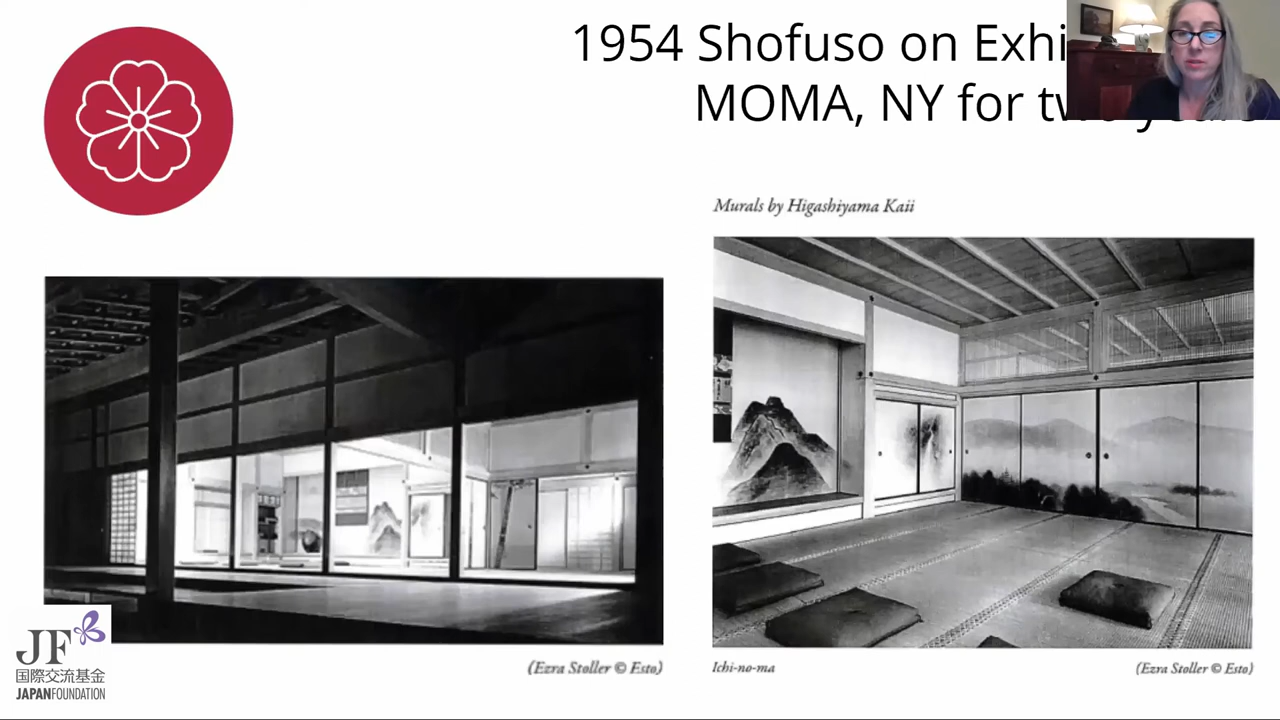 1954 Shofuso on Exhi
MOMA, NY for
Murals by Higashiyama Kaii
(Ezra Stoller © Esto)
Ichi-no-ma
(Ezra Stoller © Esto)
JF
国際交流基金
JAPANFOUNDATION